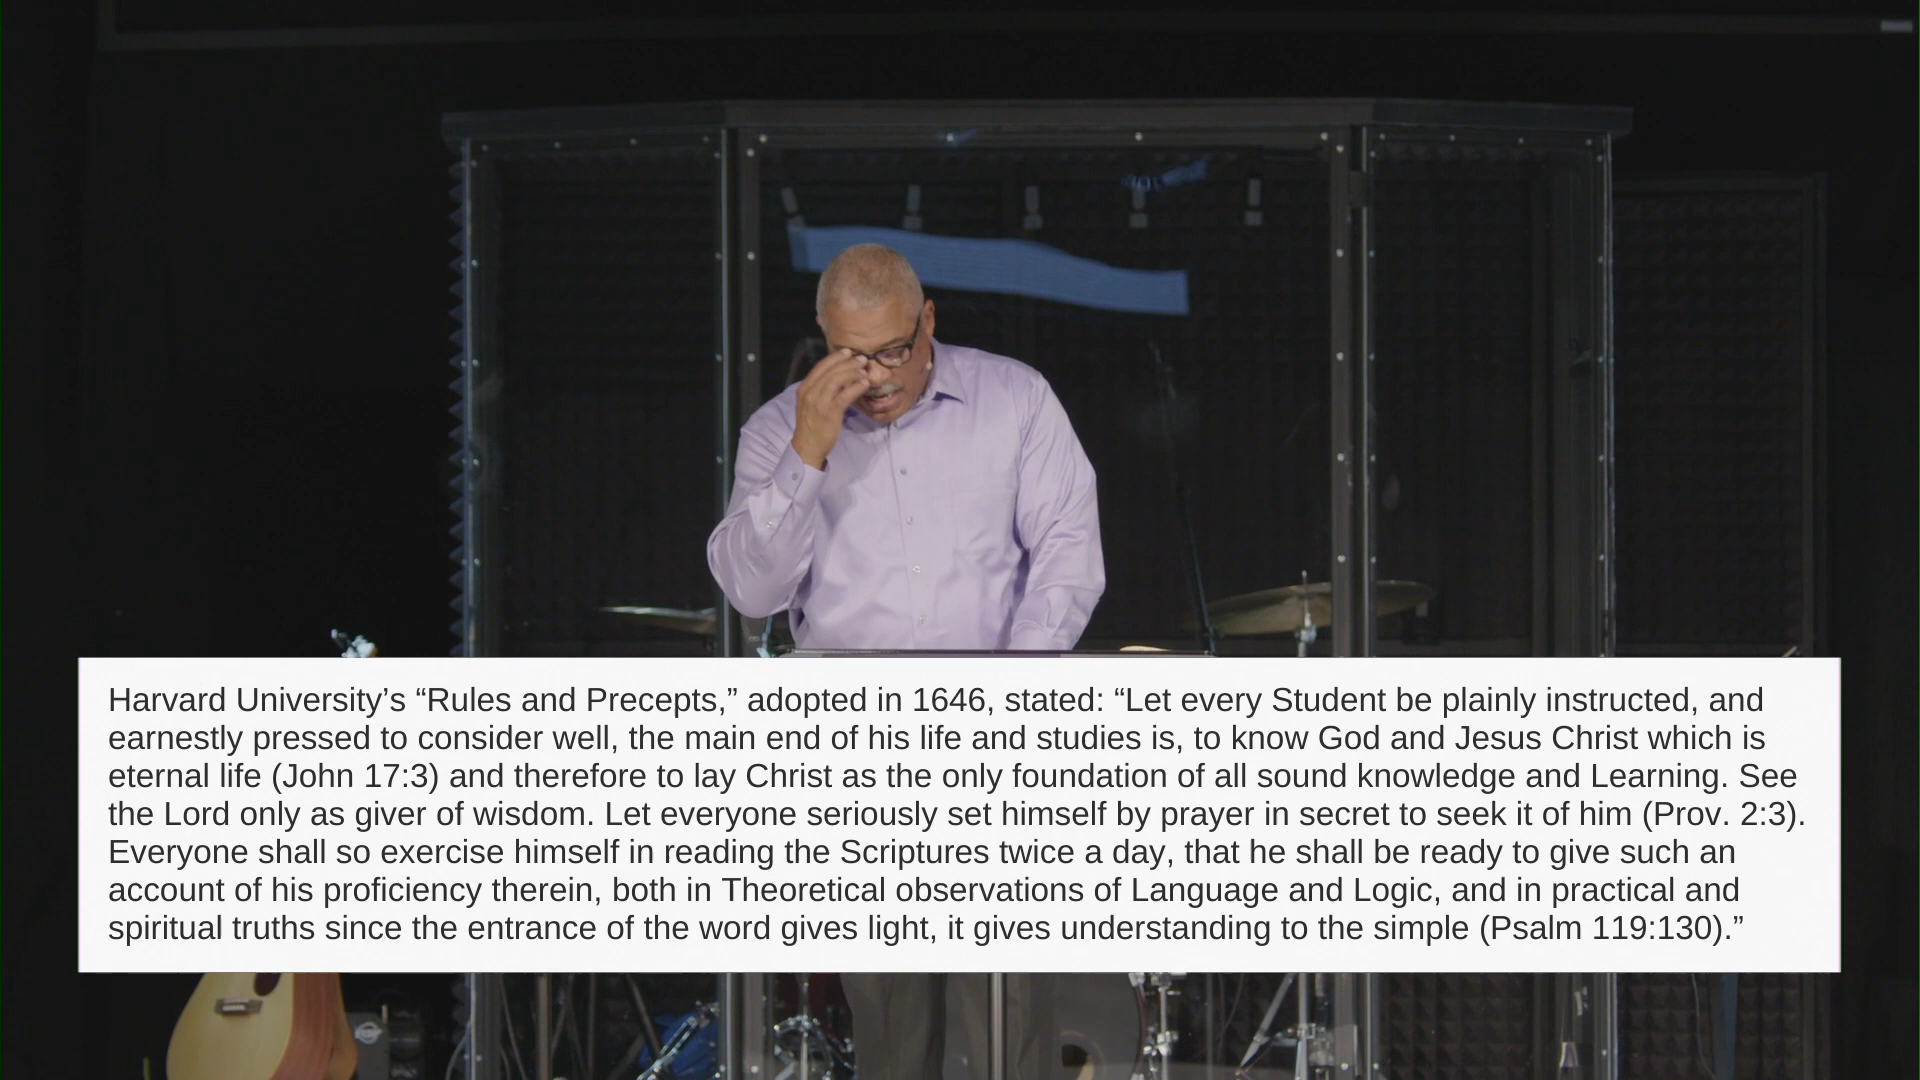 Harvard University’s “Rules and Precepts,” adopted in 1646, stated: “Let every Student be plainly instructed, and
earnestly pressed to consider well, the main end of his life and studies is, to know God and Jesus Christ which is
eternal life (John 17:3) and therefore to lay Christ as the only foundation of all sound knowledge and Learning. See
the Lord only as giver of wisdom. Let everyone seriously set himself by prayer in secret to seek it of him (Prov. 2:3).
Everyone shall so exercise himself in reading the Scriptures twice a day, that he shall be ready to give such an
account of his proficiency therein, both in Theoretical observations of Language and Logic, and in practical and
spiritual truths since the entrance of the word gives light, it gives understanding to the simple (Psalm 119:130).”